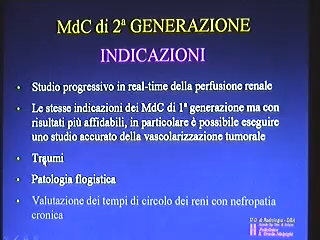 MdC di 2ª GENERAZIONE
INDICAZIONI
• Studio progressivo in real-time della perfusione renale
• Le stesse indicazioni dei MdC di 1ª generazione ma con
risultati più affidabili, in particolare è possibile eseguire
uno studio accurato della vascolarizzazione tumorale
• Traumi
• Patologia flogistica
• Valutazione dei tempi di circolo dei reni con nefropatia
cronica